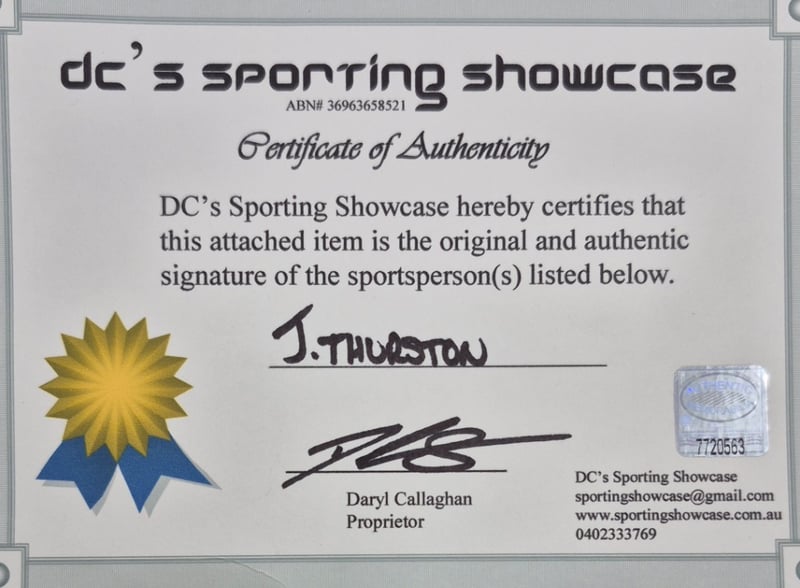 dc's sporting showcase
ABN# 36963658521
Certificate of Authenticity
DC's Sporting Showcase hereby certifies that
this attached item is the original and authentic
signature of the sportsperson(s) listed below.
J. THURSTON
7720563
Daryl Callaghan
Proprietor
DC's Sporting Showcase
sportingshowcase@gmail.com
www.sportingshowcase.com.au
0402333769